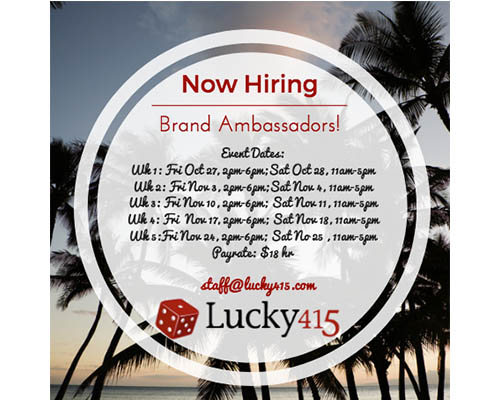 Now Hiring
Brand Ambassadors!
Event Dates:
Wk 1: Fri Oct 27, 2pm-6pm; Sat Oct 28, 11am-5pm
Wk 2: Fri Nov 3, 2pm-6pm; Sat Nov 4, 11am-5pm
Wk 3: Fri Nov 10, 2pm-6pm; Sat Nov 11, 11am-5pm
Wk 4: Fri Nov 17, 2pm-6pm; Sat Nov 18, 11am-5pm
Wk 5:Fri Nov 24, 2pm-6pm; Sat No 25 , 11am-5pm
Payrate: $18 hr
staff@lucky415.com
Lucky415